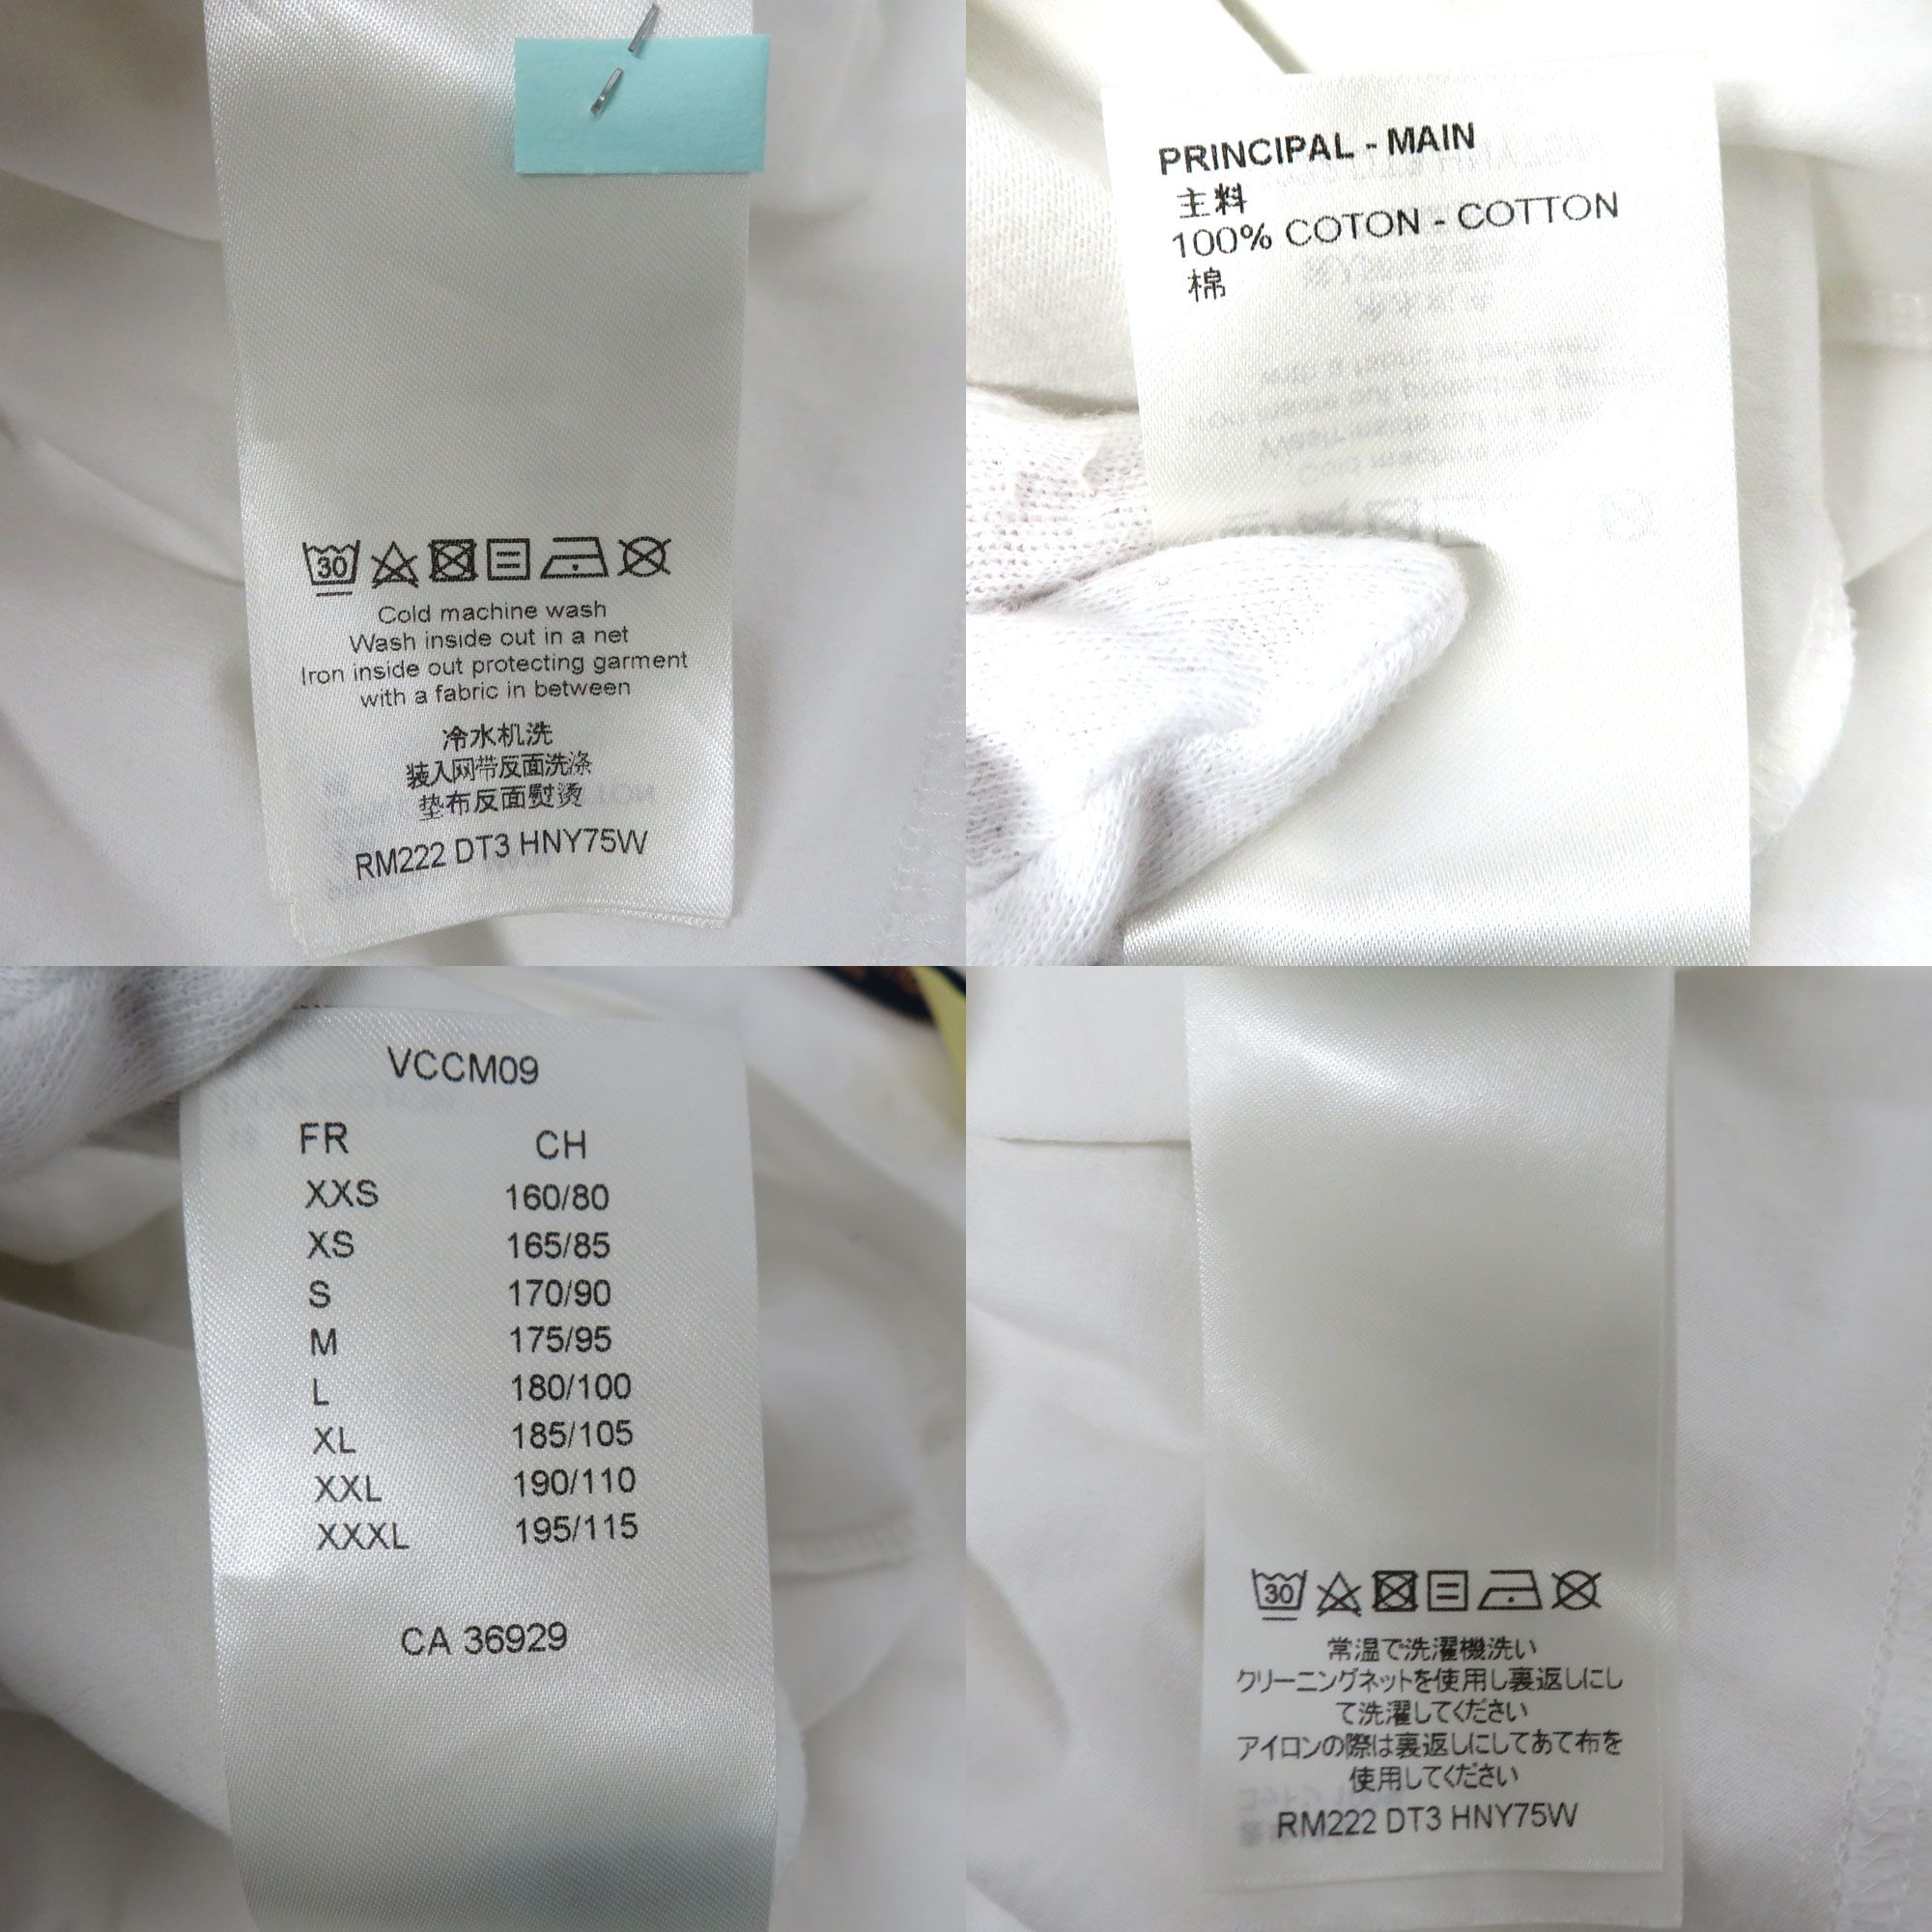 30
Cold machine wash
Wash inside out in a net
Iron inside out protecting garment
with a fabric in between
冷水机洗
装入网带反面洗涤
垫布反面熨烫
RM222 DT3 HNY75W
PRINCIPAL - MAIN
主料
100% COTON - COTTON
棉
VCCM09
FR CH
XXS 160/80
XS 165/85
S 170/90
M 175/95
L 180/100
XL 185/105
XXL 190/110
XXXL 195/115
CA 36929
30
常温で洗濯機洗い
クリーニングネットを使用し裏返しにし
て洗濯してください
アイロンの際は裏返しにしてあて布を
使用してください
RM222 DT3 HNY75W